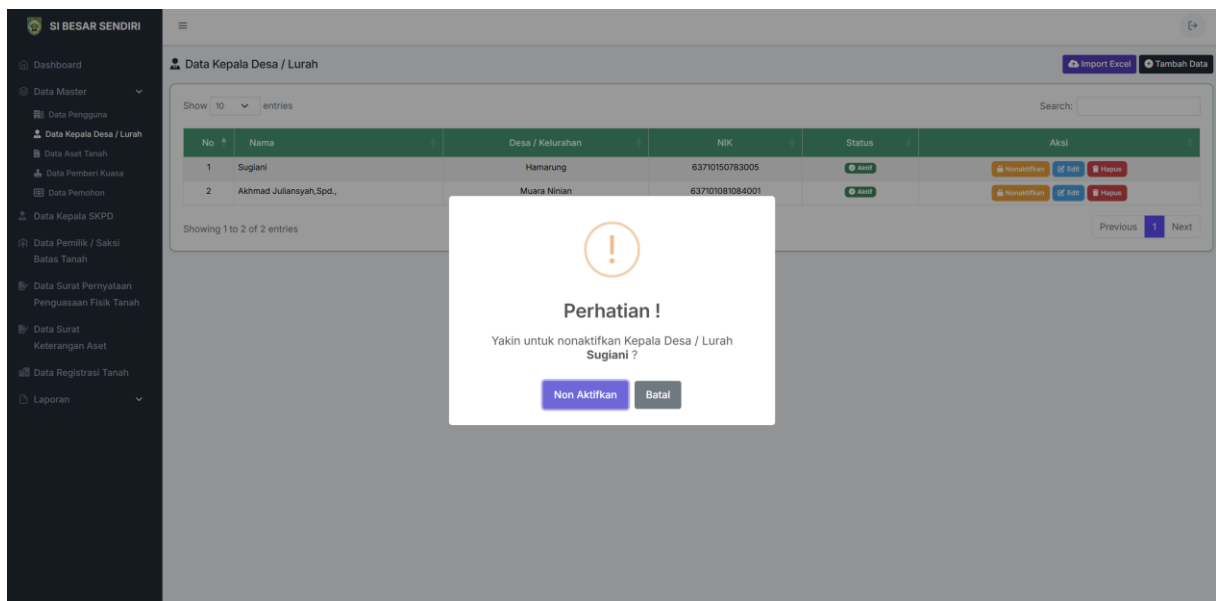 SI BESAR SENDIRI
Dashboard
Data Master
Data Pengguna
Data Kepala Desa / Lurah
Data Aset Tanah
Data Pemberi Kuasa
Data Pemohon
Data Kepala SKPD
Data Pemilik / Saksi
Batas Tanah
Data Surat Pernyataan
Penguasaan Fisik Tanah
Data Surat
Keterangan Aset
Data Registrasi Tanah
Laporan
Data Kepala Desa / Lurah
Import Excel Tambah Data
Show 10 entries Search:
No Nama Desa / Kelurahan NIK Status Aksi
1 Sugiani Hamarung 63710150783005 Aktif Nonaktifkan Edit Hapus
2 Akhmad Juliansyah,Spd., Muara Ninian 637101081084001 Aktif Nonaktifkan Edit Hapus
Showing 1 to 2 of 2 entries Previous 1 Next
Perhatian !
Yakin untuk nonaktifkan Kepala Desa / Lurah
Sugiani ?
Non Aktifkan Batal